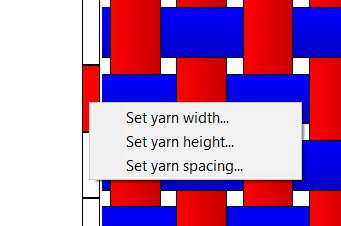 Set yarn width...
Set yarn height...
Set yarn spacing...